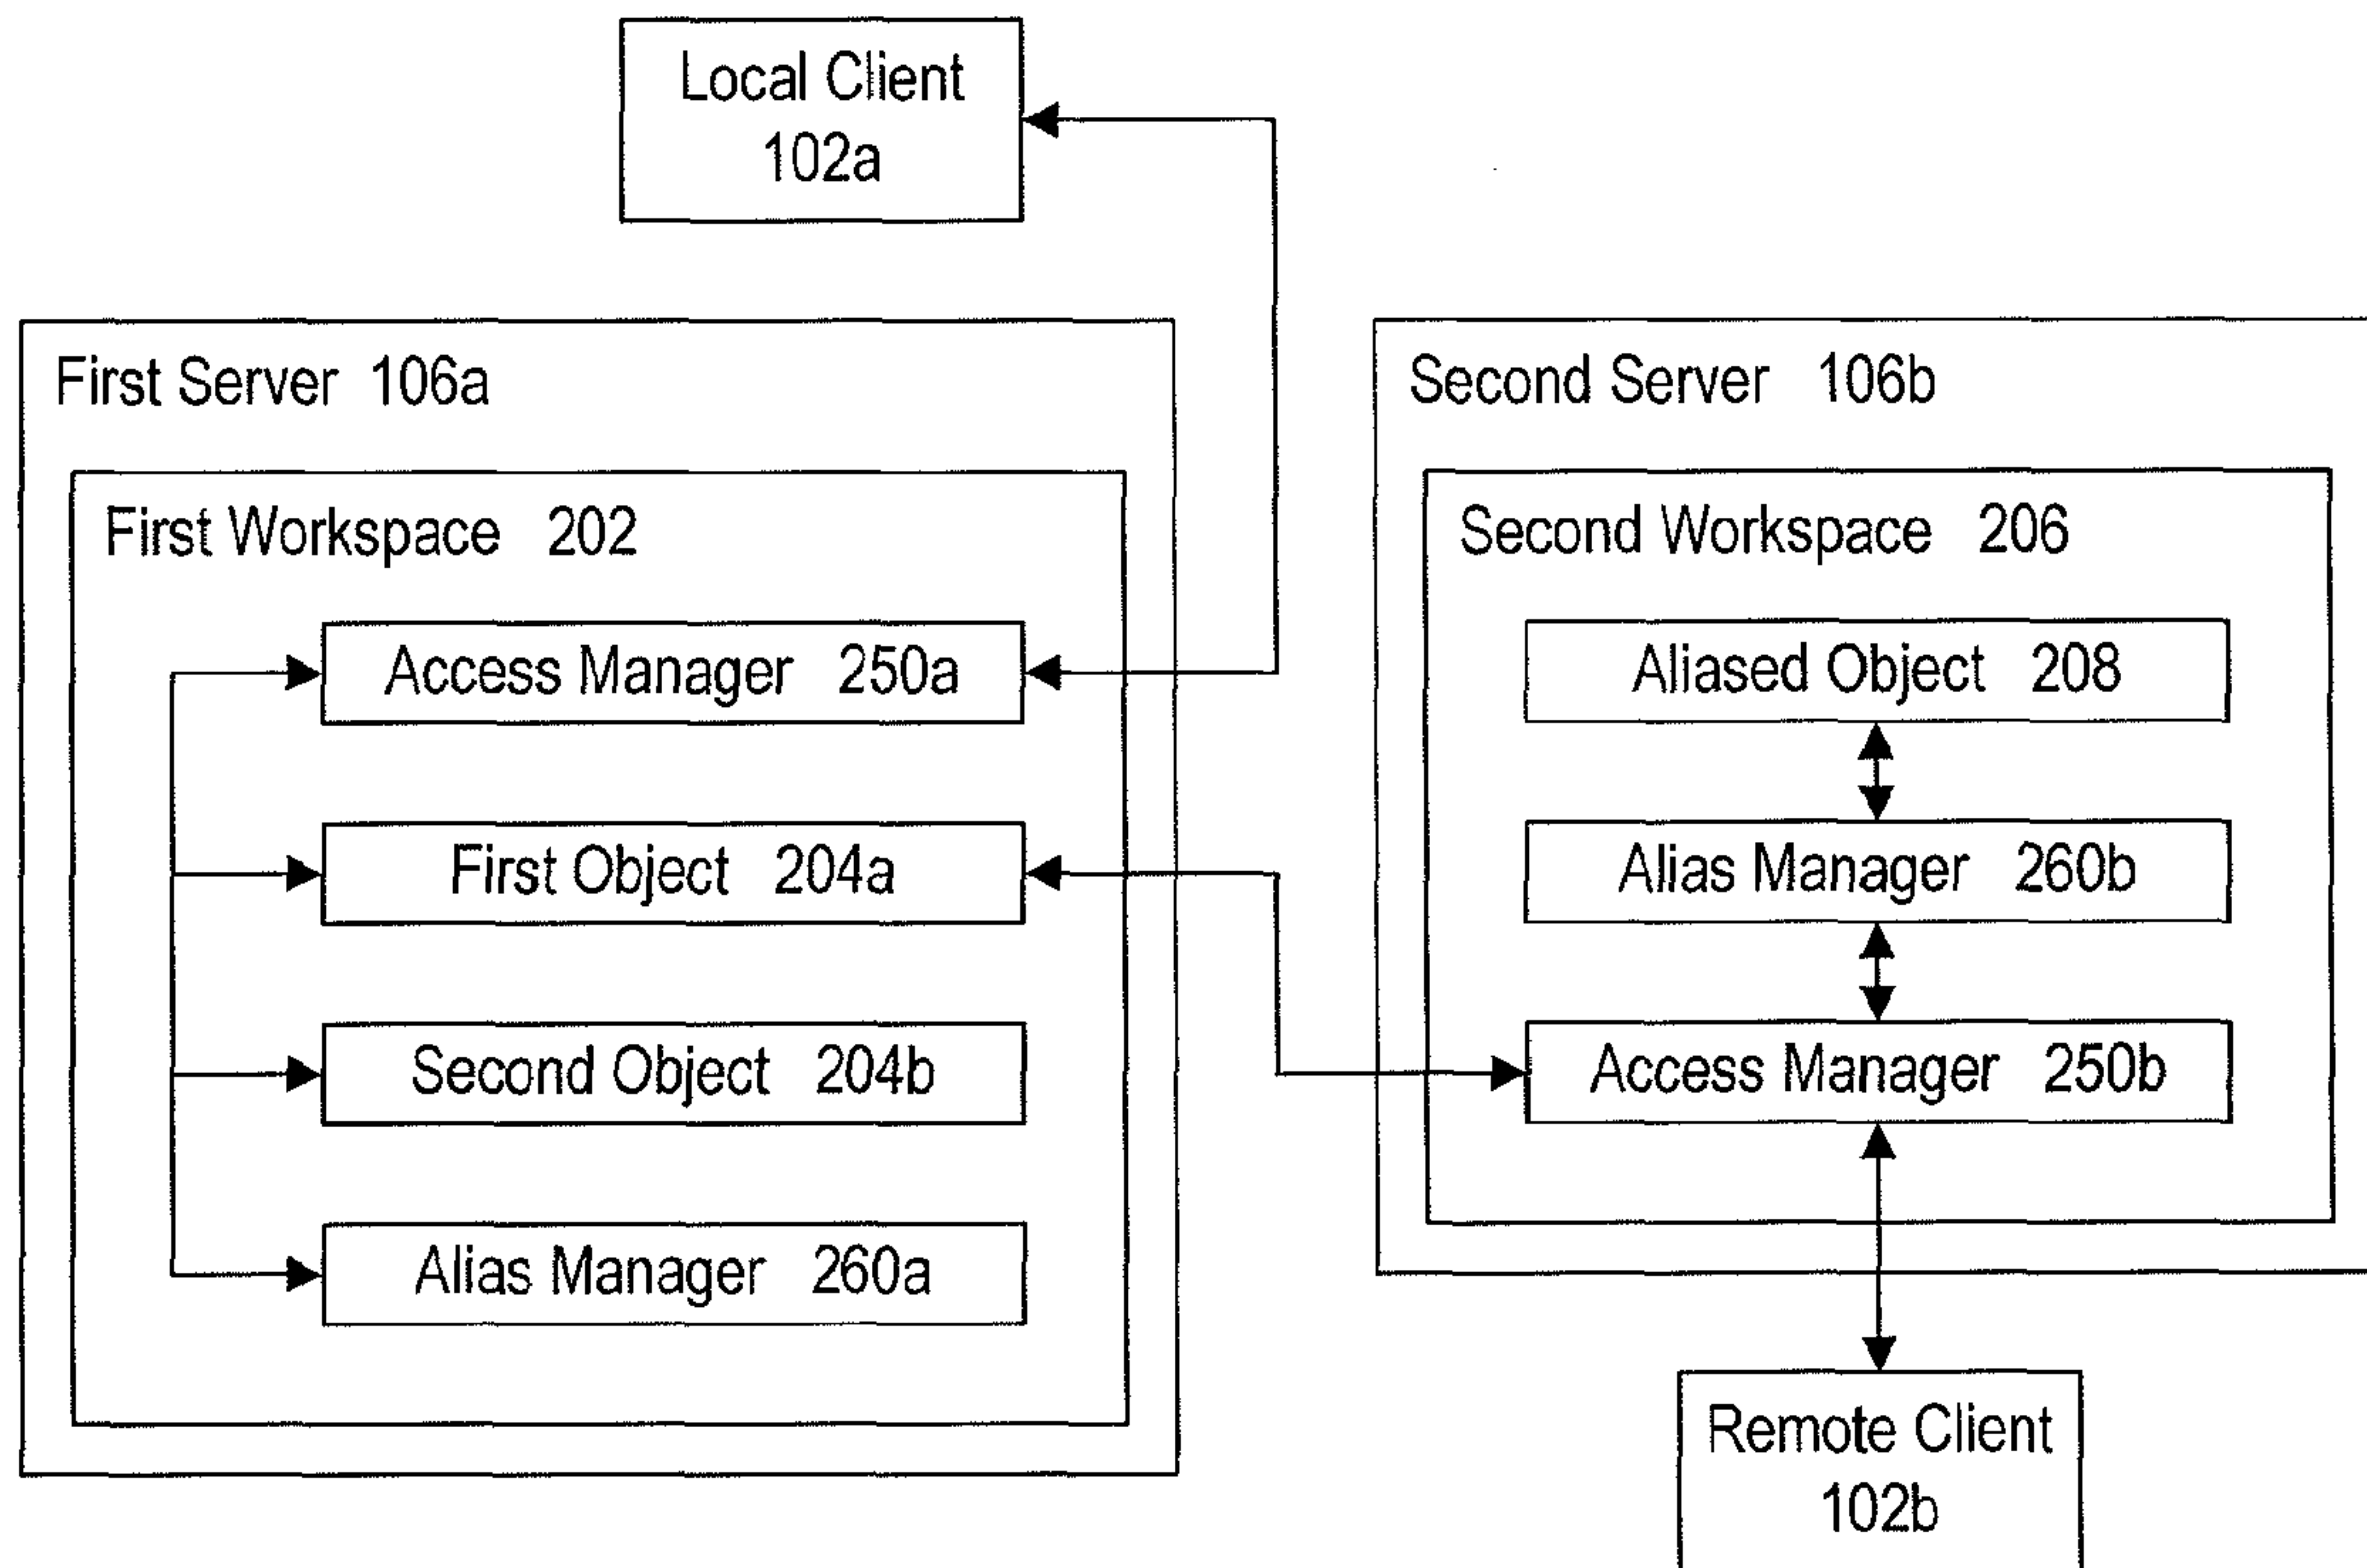 Local Client
102a
First Server 106a
First Workspace 202
Access Manager 250a
First Object 204a
Second Object 204b
Alias Manager 260a
Second Server 106b
Second Workspace 206
Aliased Object 208
Alias Manager 260b
Access Manager 250b
Remote Client
102b